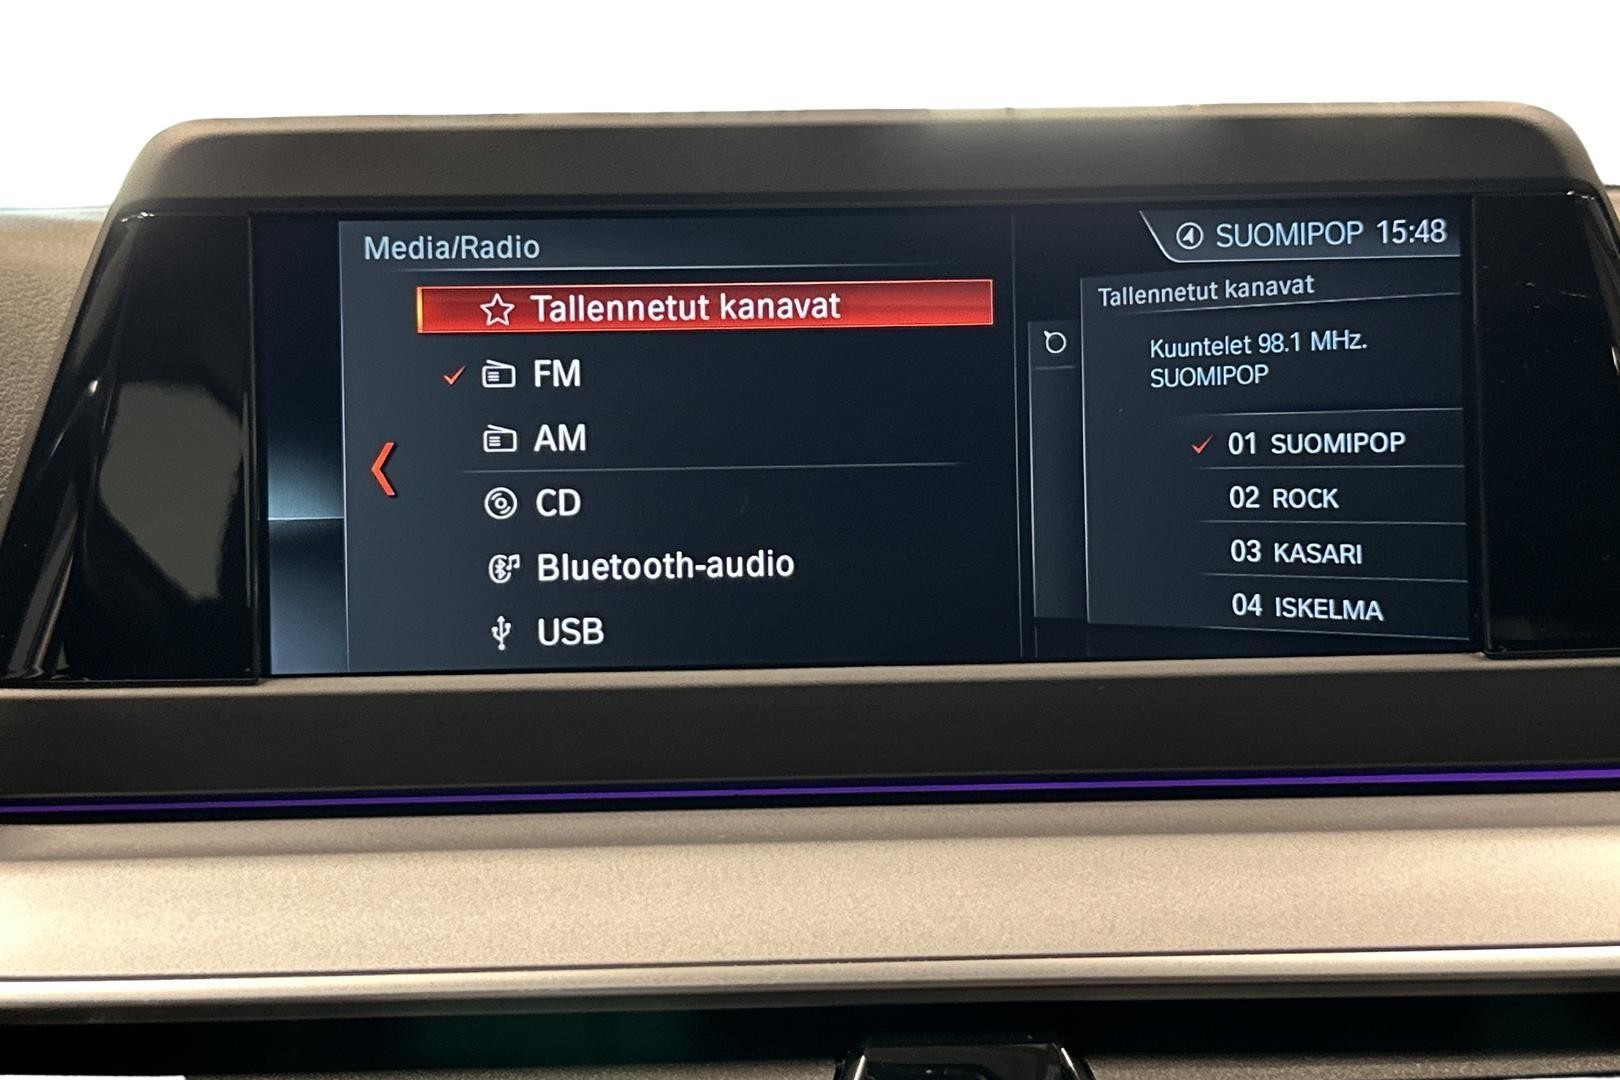 Media/Radio
Tallennetut kanavat
FM
AM
CD
Bluetooth-audio
USB
SUOMIPOP 15:48
Tallennetut kanavat
Kuuntelet 98.1 MHz.
SUOMIPOP
01 SUOMIPOP
02 ROCK
03 KASARI
04 ISKELMA